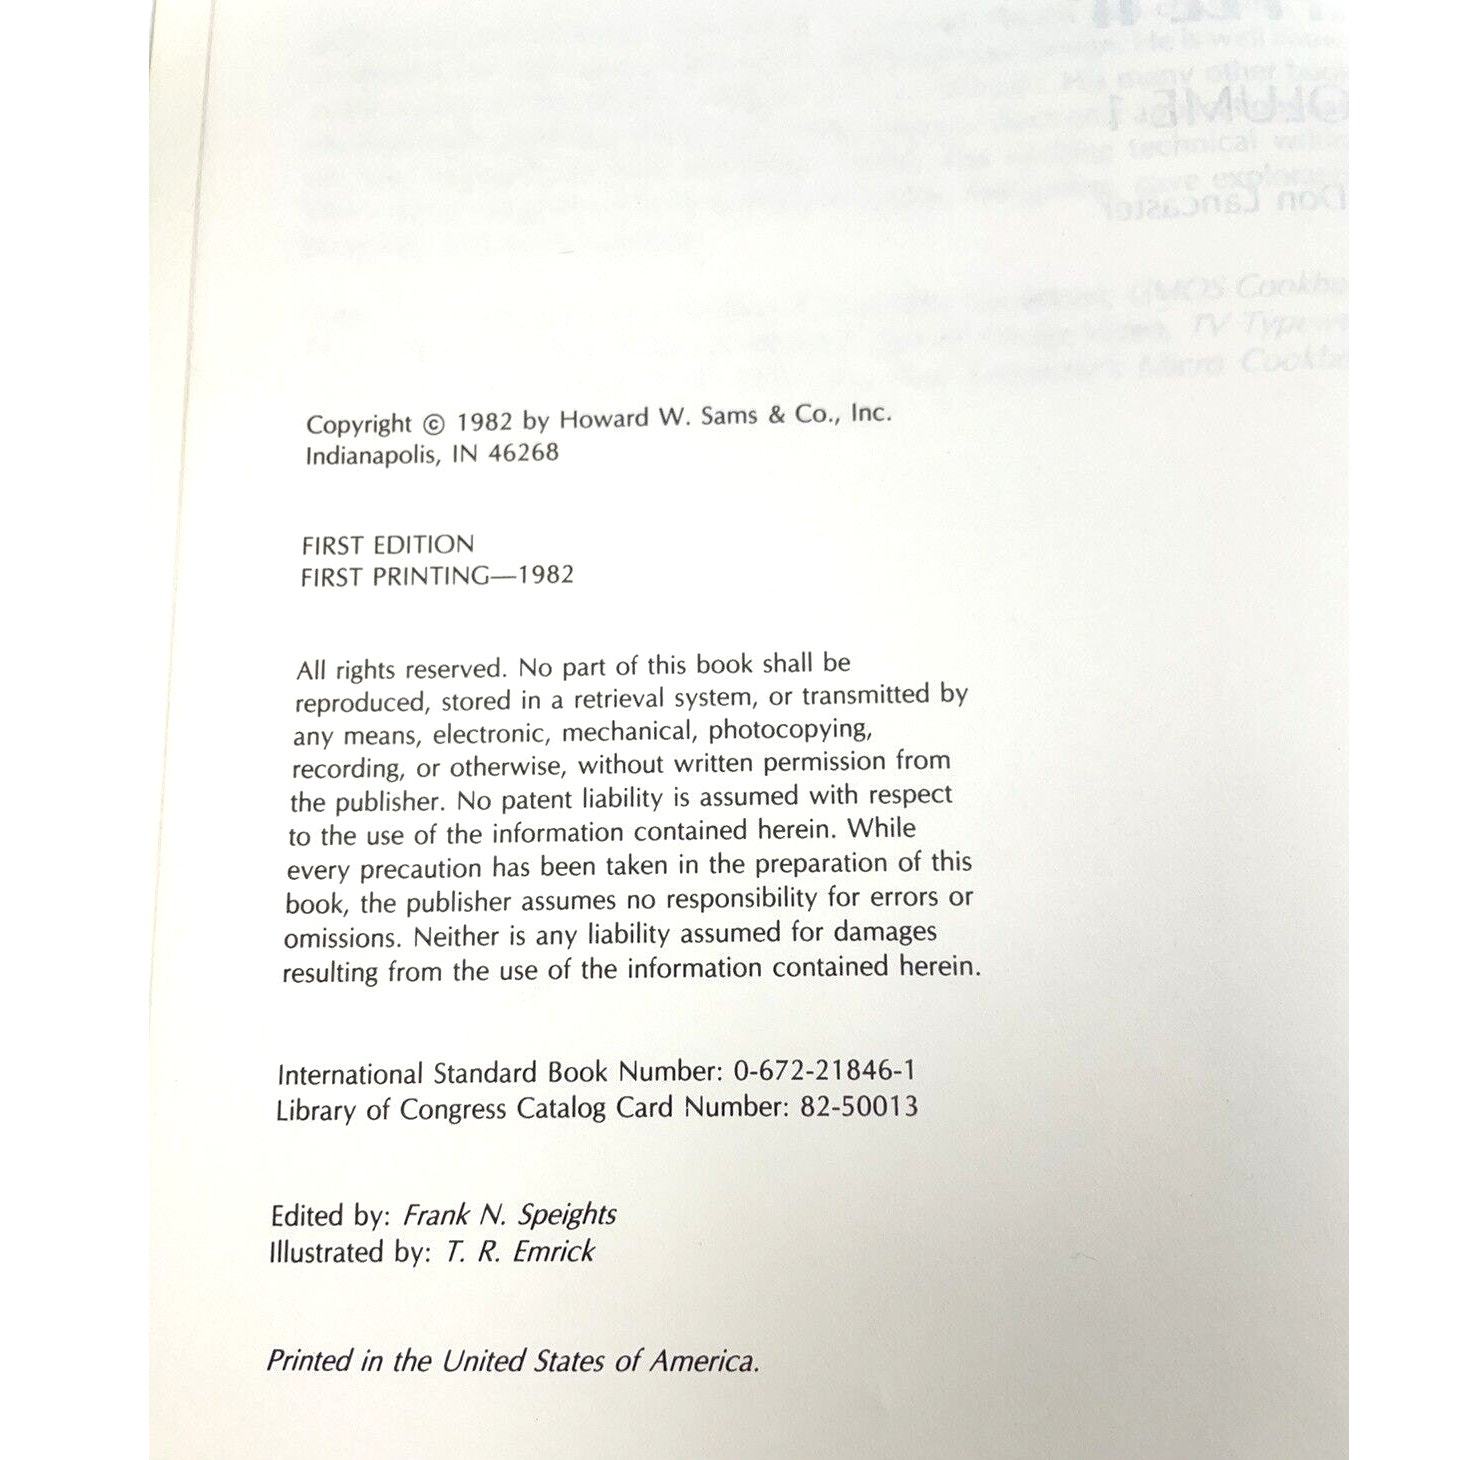 VOLUME 1
Don Lancaster
Copyright © 1982 by Howard W. Sams & Co., Inc.
Indianapolis, IN 46268
FIRST EDITION
FIRST PRINTING—1982
All rights reserved. No part of this book shall be
reproduced, stored in a retrieval system, or transmitted by
any means, electronic, mechanical, photocopying,
recording, or otherwise, without written permission from
the publisher. No patent liability is assumed with respect
to the use of the information contained herein. While
every precaution has been taken in the preparation of this
book, the publisher assumes no responsibility for errors or
omissions. Neither is any liability assumed for damages
resulting from the use of the information contained herein.
International Standard Book Number: 0-672-21846-1
Library of Congress Catalog Card Number: 82-50013
Edited by: Frank N. Speights
Illustrated by: T. R. Emrick
Printed in the United States of America.